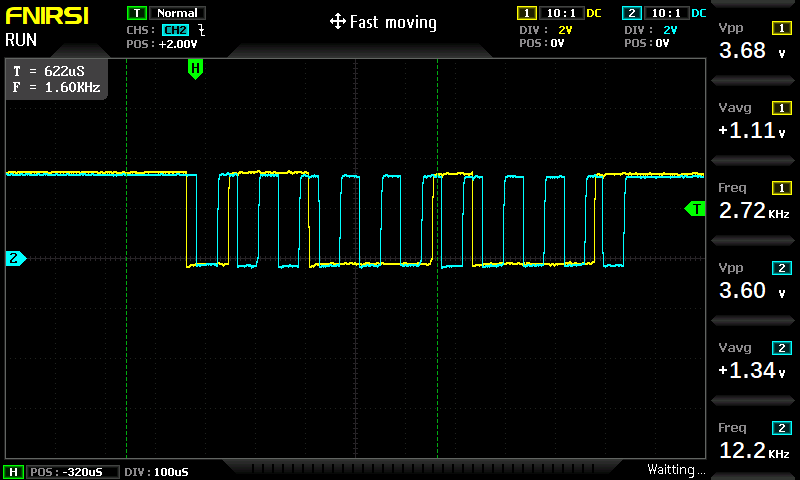 FNIRSI
RUN
T Normal
CHS: CH2
POS: +2.00V
Fast moving
1 10:1 DC
DIV: 2V
POS: 0V
2 10:1 DC
DIV: 2V
POS: 0V
T = 622uS
F = 1.60KHz
H
T
2
Vpp 1
3.68 v
Vavg 1
+1.11 v
Freq 1
2.72 KHz
Vpp 2
3.60 v
Vavg 2
+1.34 v
Freq 2
12.2 KHz
H POS: -320uS DIV: 100uS
Waitting...